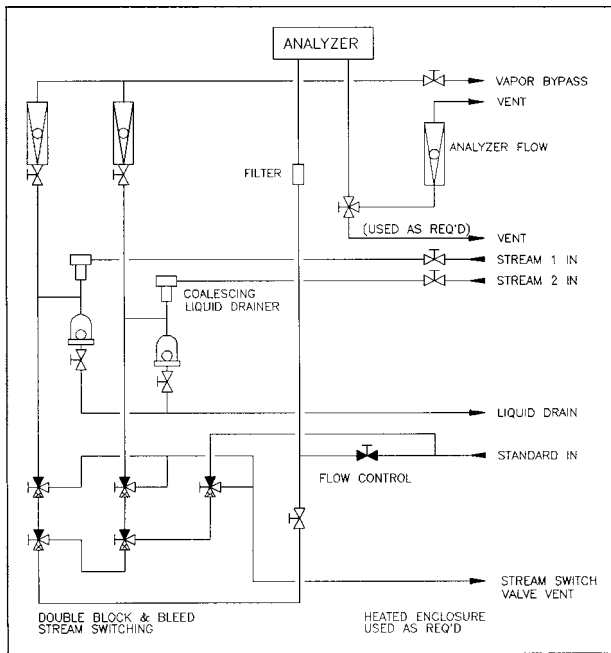 ANALYZER
VAPOR BYPASS
VENT
ANALYZER FLOW
FILTER
(USED AS REQ'D)
VENT
STREAM 1 IN
STREAM 2 IN
COALESCING
LIQUID DRAINER
LIQUID DRAIN
STANDARD IN
FLOW CONTROL
STREAM SWITCH
VALVE VENT
DOUBLE BLOCK & BLEED
STREAM SWITCHING
HEATED ENCLOSURE
USED AS REQ'D